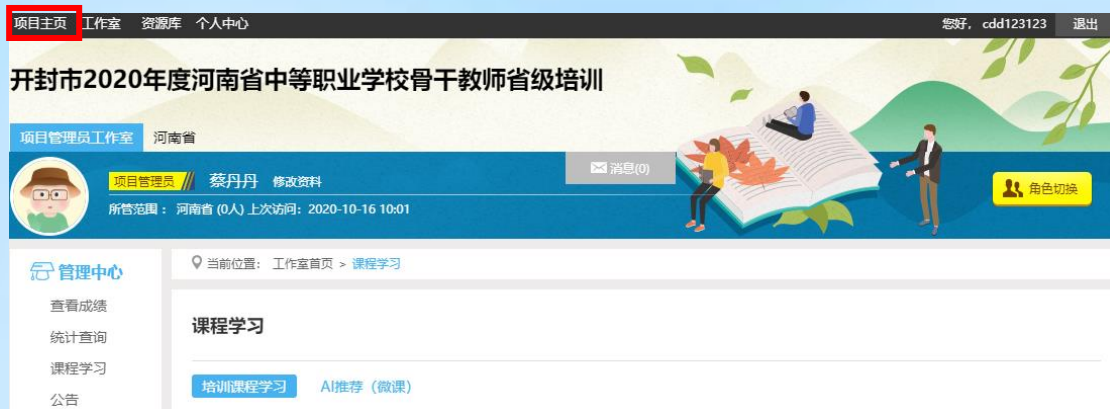 项目主页 工作室 资源库 个人中心 您好, cdd123123 退出
开封市2020年度河南省中等职业学校骨干教师省级培训
项目管理员工作室 河南省
消息(0)
项目管理员 蔡丹丹 修改资料
角色切换
所管范围： 河南省 (0人) 上次访问：2020-10-16 10:01
管理中心
当前位置： 工作室首页 > 课程学习
查看成绩
课程学习
统计查询
课程学习
培训课程学习 AI推荐（微课）
公告